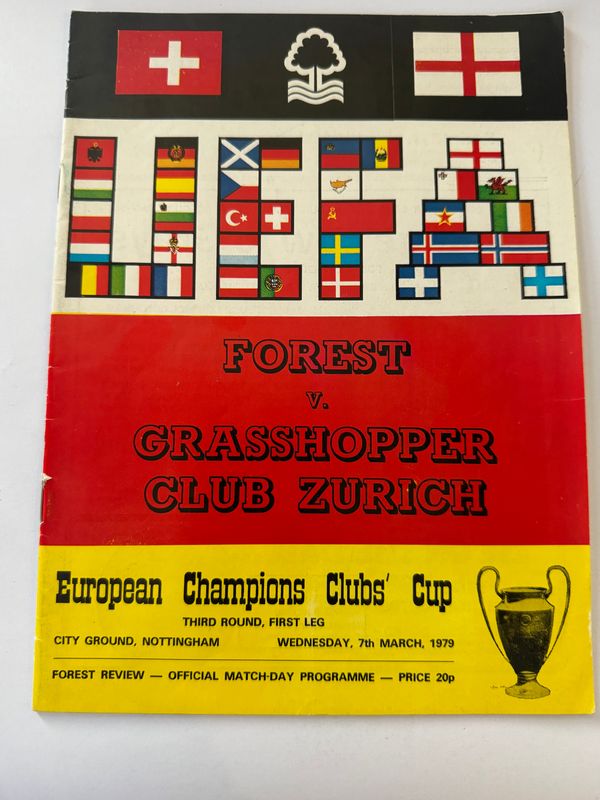 UEFA
FOREST
v.
GRASSHOPPER
CLUB ZURICH
European Champions Clubs' Cup
THIRD ROUND, FIRST LEG
CITY GROUND, NOTTINGHAM WEDNESDAY, 7th MARCH, 1979
FOREST REVIEW — OFFICIAL MATCH-DAY PROGRAMME — PRICE 20p